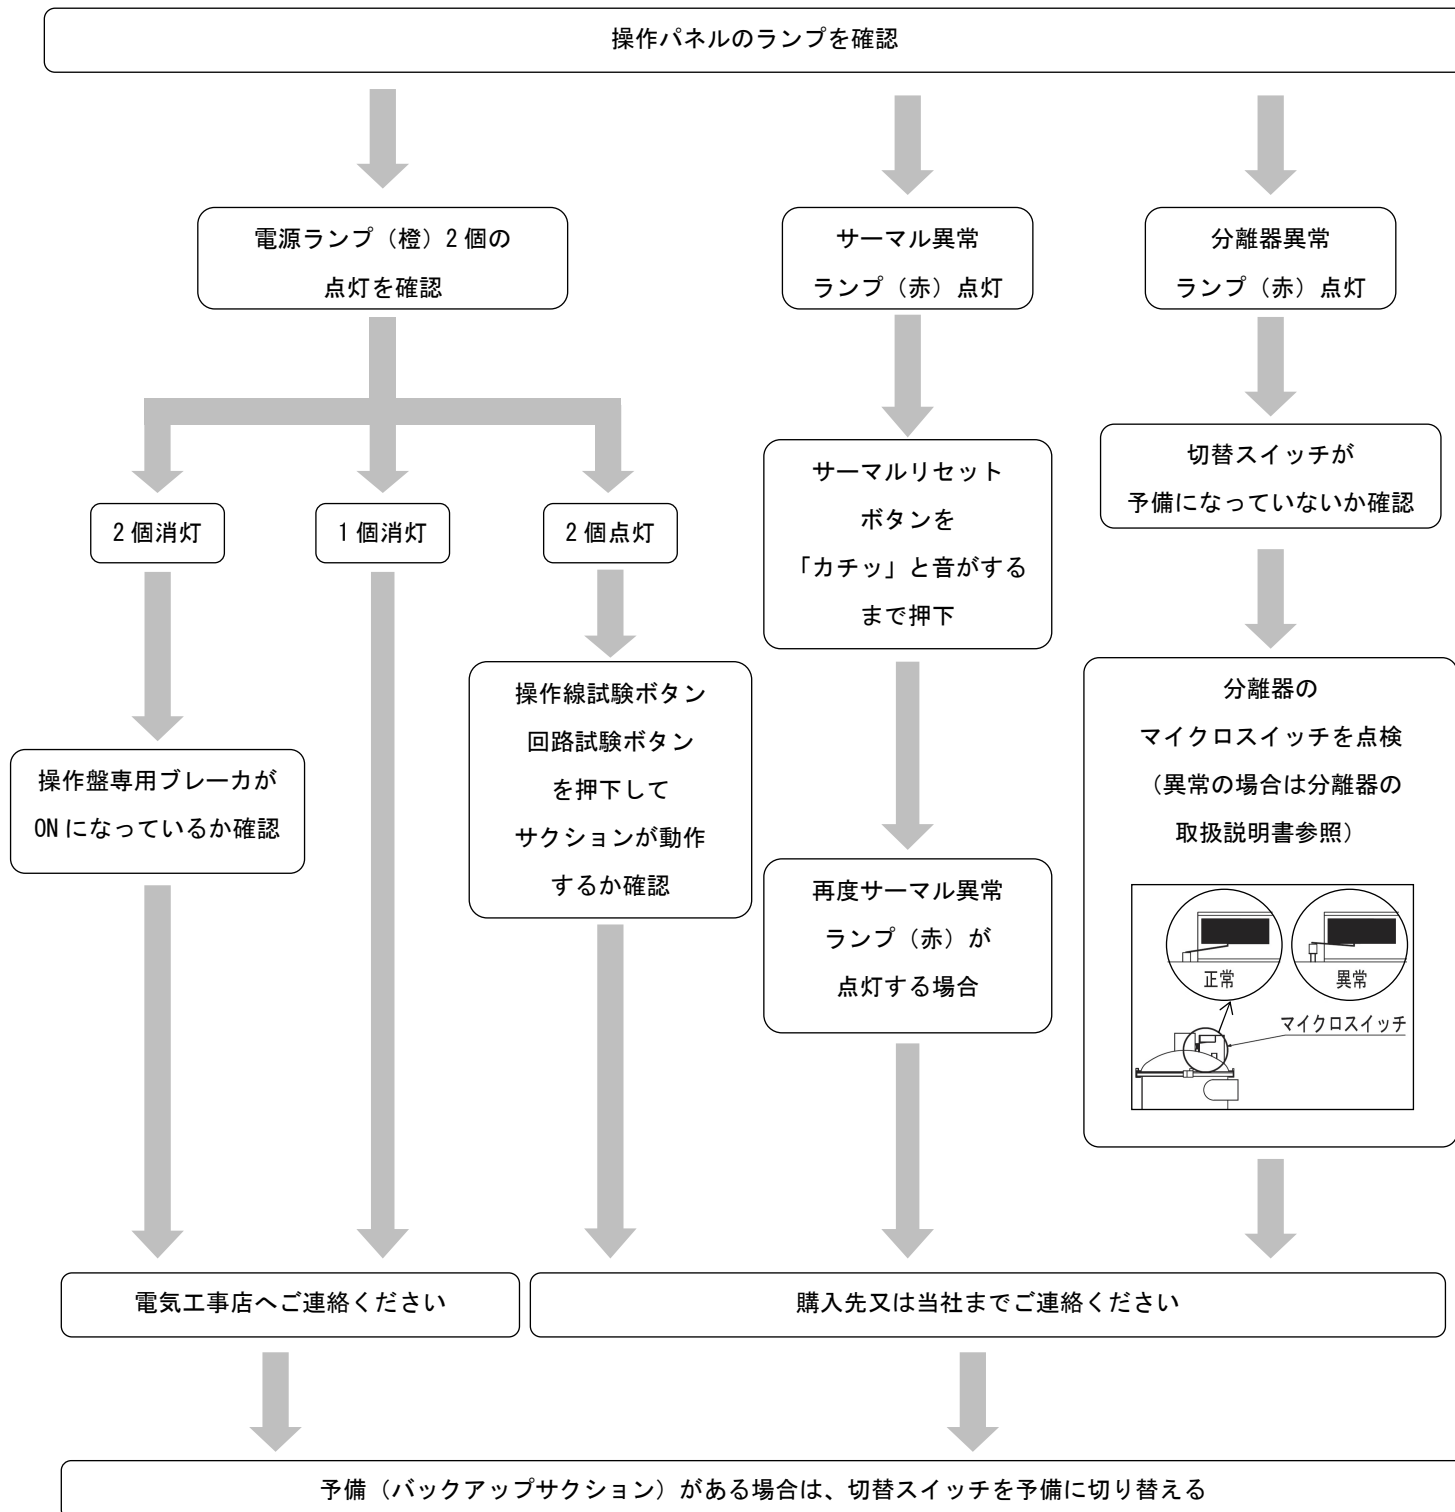 操作パネルのランプを確認
電源ランプ（橙）2個の
点灯を確認
サーマル異常
ランプ（赤）点灯
分離器異常
ランプ（赤）点灯
2個消灯
1個消灯
2個点灯
サーマルリセット
ボタンを
「カチッ」と音がする
まで押下
切替スイッチが
予備になっていないか確認
操作盤専用ブレーカが
ONになっているか確認
操作線試験ボタン
回路試験ボタン
を押下して
サクションが動作
するか確認
再度サーマル異常
ランプ（赤）が
点灯する場合
分離器の
マイクロスイッチを点検
（異常の場合は分離器の
取扱説明書参照）
正常
異常
マイクロスイッチ
電気工事店へご連絡ください
購入先又は当社までご連絡ください
予備（バックアップサクション）がある場合は、切替スイッチを予備に切り替える